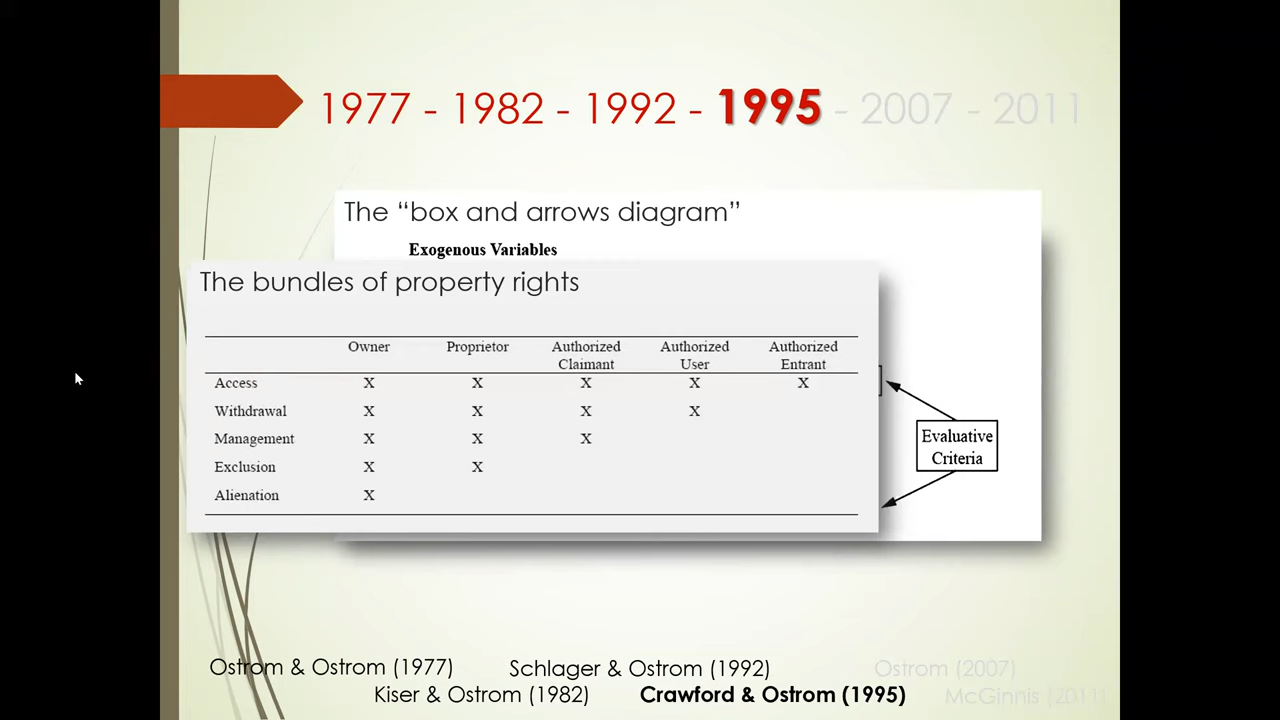 1977 - 1982 - 1992 - 1995 - 2007 - 2011
The “box and arrows diagram”
Exogenous Variables
The bundles of property rights
Owner Proprietor Authorized Claimant Authorized User Authorized Entrant
Access X X X X X
Withdrawal X X X X
Management X X X
Exclusion X X
Alienation X
Evaluative
Criteria
Ostrom & Ostrom (1977) Schlager & Ostrom (1992) Ostrom (2007)
Kiser & Ostrom (1982) Crawford & Ostrom (1995) McGinnis (2011)